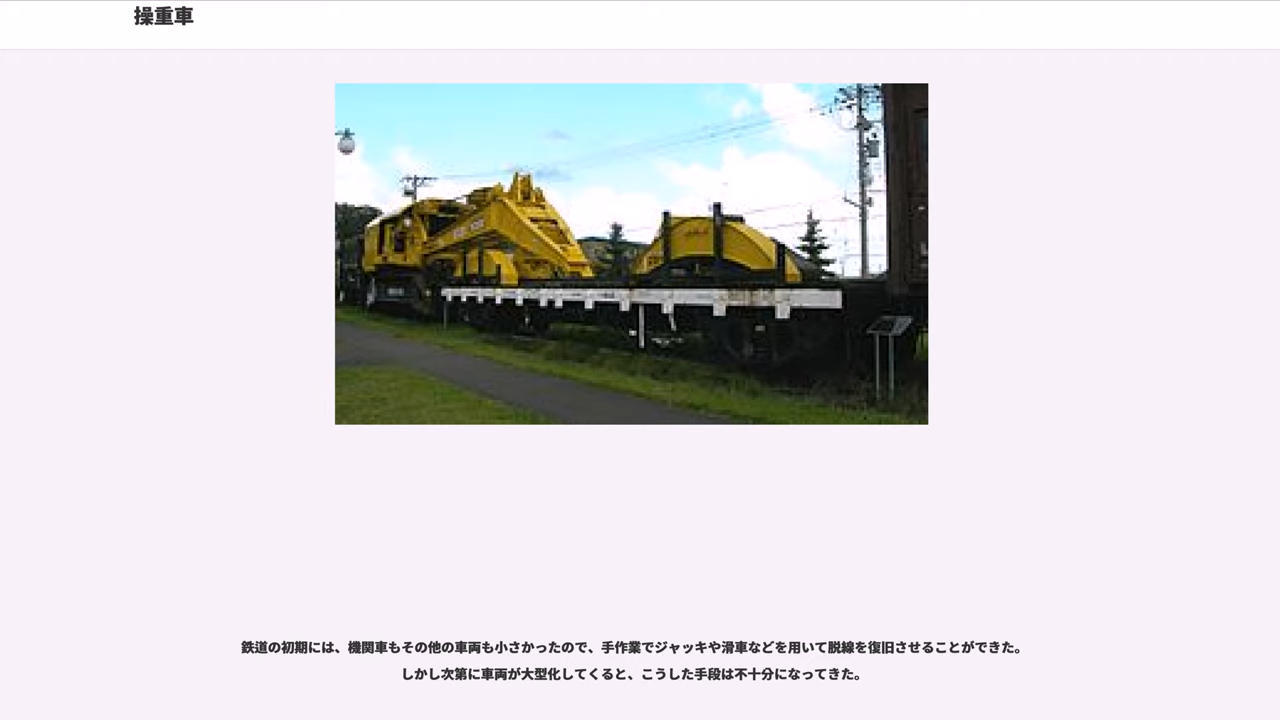 操重車
鉄道の初期には、機関車もその他の車両も小さかったので、手作業でジャッキや滑車などを用いて脱線を復旧させることができた。
しかし次第に車両が大型化してくると、こうした手段は不十分になってきた。